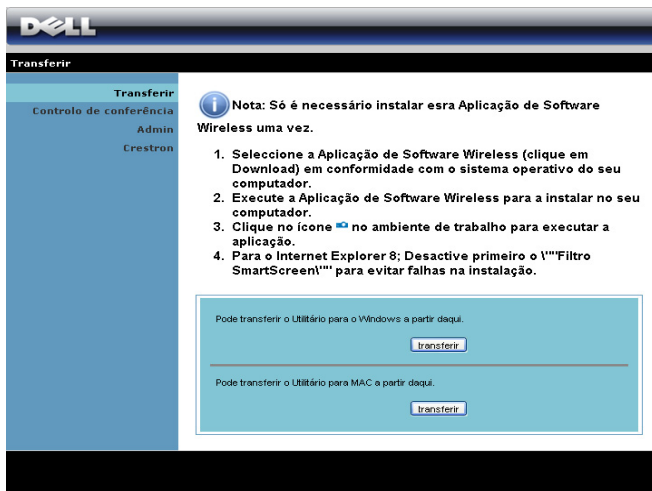 DELL
Transferir
Transferir
Controlo de conferência
Admin
Crestron
Nota: Só é necessário instalar esra Aplicação de Software
Wireless uma vez.
1. Seleccione a Aplicação de Software Wireless (clique em
Download) em conformidade com o sistema operativo do seu
computador.
2. Execute a Aplicação de Software Wireless para a instalar no seu
computador.
3. Clique no ícone no ambiente de trabalho para executar a
aplicação.
4. Para o Internet Explorer 8; Desactive primeiro o \""Filtro
SmartScreen\"" para evitar falhas na instalação.
Pode transferir o Utilitário para o Windows a partir daqui.
transferir
Pode transferir o Utilitário para MAC a partir daqui.
transferir